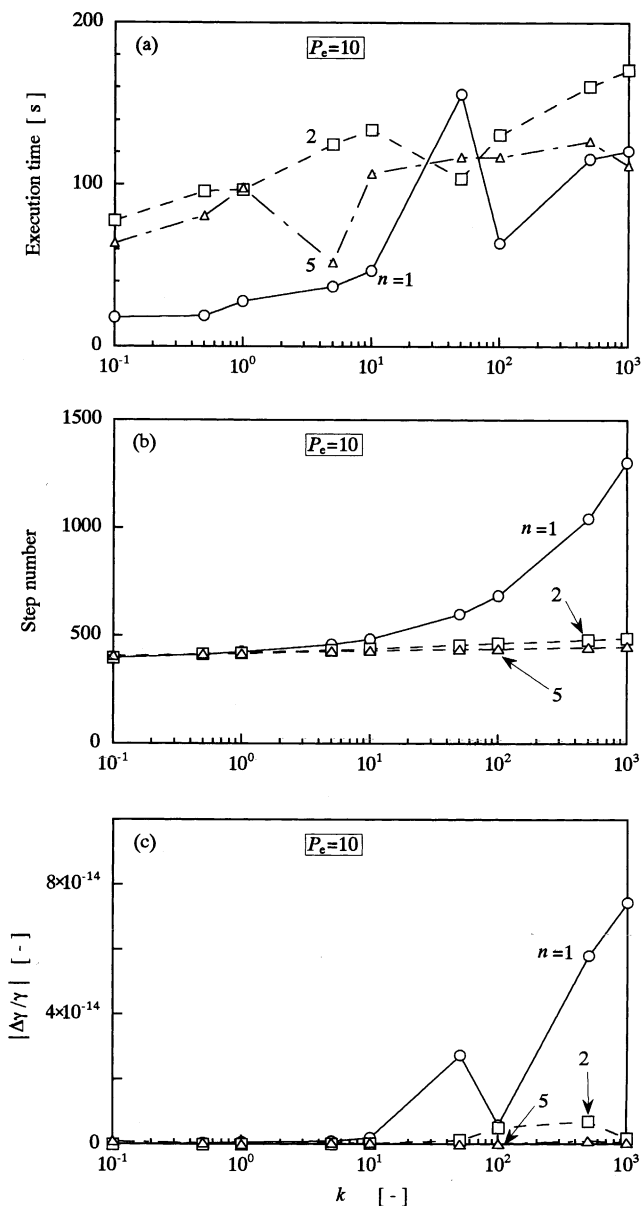 (a)
P_e=10
200
100
0
Execution time [ s ]
2
5
n=1
10^-1
10^0
10^1
10^2
10^3
(b)
P_e=10
1500
1000
500
0
Step number
n=1
2
5
10^-1
10^0
10^1
10^2
10^3
(c)
P_e=10
8×10^-14
4×10^-14
0
|Δγ/γ| [ - ]
n=1
5
2
10^-1
10^0
10^1
10^2
10^3
k [ - ]